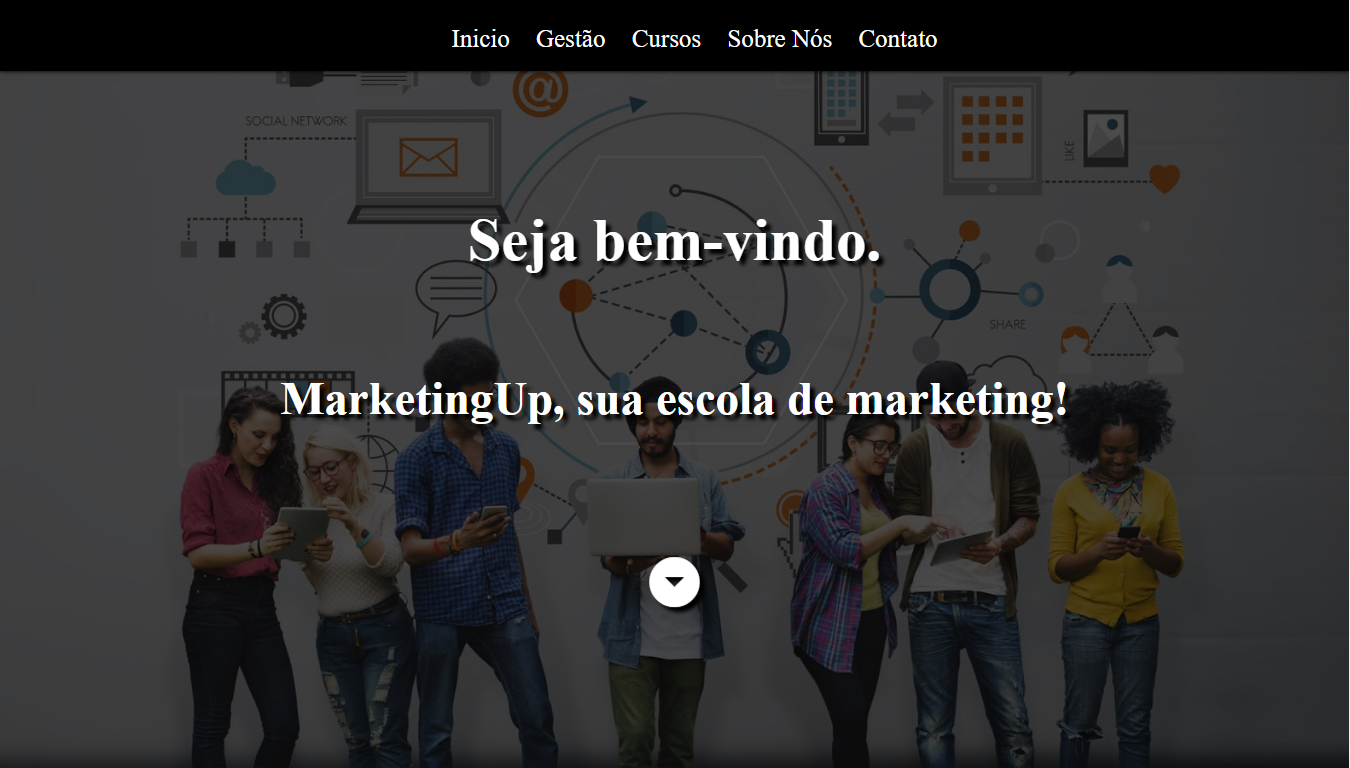 Inicio Gestão Cursos Sobre Nós Contato
SOCIAL NETWORK
@
LIKE
Seja bem-vindo.
SHARE
MarketingUp, sua escola de marketing!